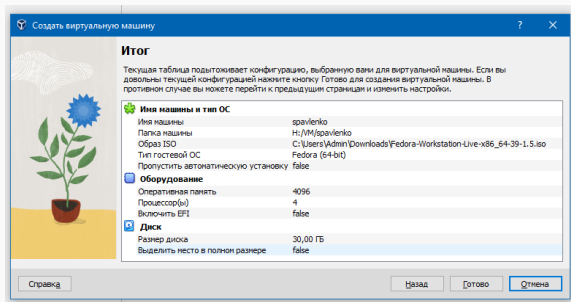 Создать виртуальную машину
Итог
Текущая таблица подытоживает конфигурацию, выбранную вами для виртуальной машины. Если вы
довольны текущей конфигурацией нажмите кнопку Готово для создания виртуальной машины. В
противном случае вы можете перейти к предыдущим страницам и изменить настройки.
Имя машины и тип ОС
Имя машины spavlenko
Папка машины H:/VM/spavlenko
Образ ISO C:\Users\Admin\Downloads\Fedora-Workstation-Live-x86_64-39-1.5.iso
Тип гостевой ОС Fedora (64-bit)
Пропустить автоматическую установку false
Оборудование
Оперативная память 4096
Процессор(ы) 4
Включить EFI false
Диск
Размер диска 30,00 ГБ
Выделить место в полном размере false
Справка Назад Готово Отмена